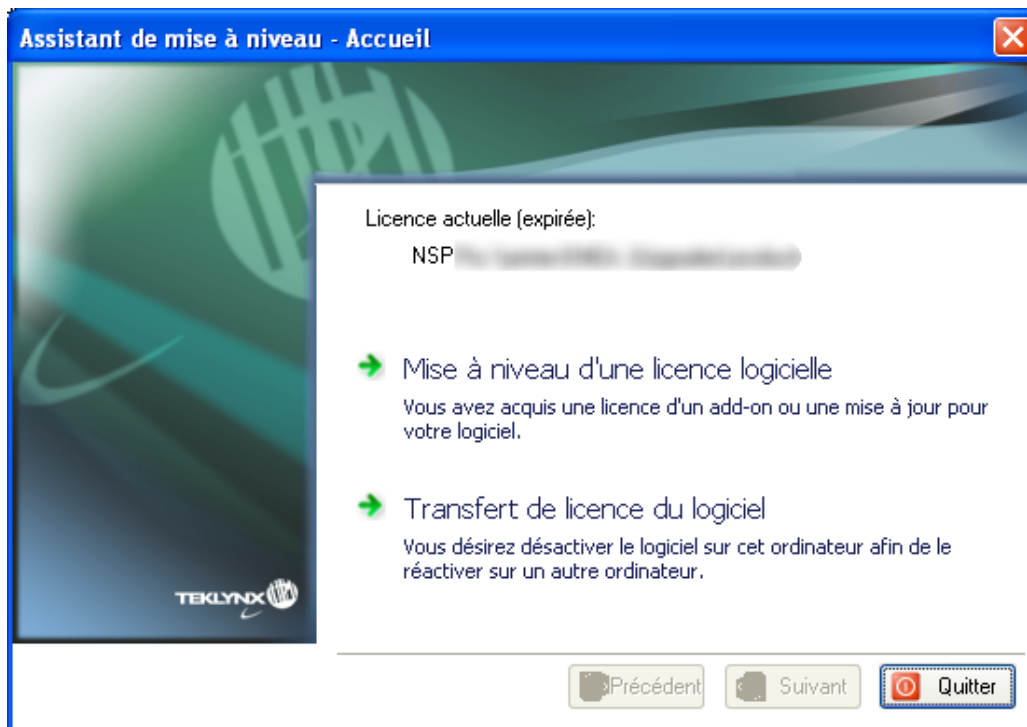 Assistant de mise à niveau - Accueil
Licence actuelle (expirée):
NSP
Mise à niveau d'une licence logicielle
Vous avez acquis une licence d'un add-on ou une mise à jour pour
votre logiciel.
Transfert de licence du logiciel
Vous désirez désactiver le logiciel sur cet ordinateur afin de le
réactiver sur un autre ordinateur.
TEKLYNX
Précédent
Suivant
Quitter